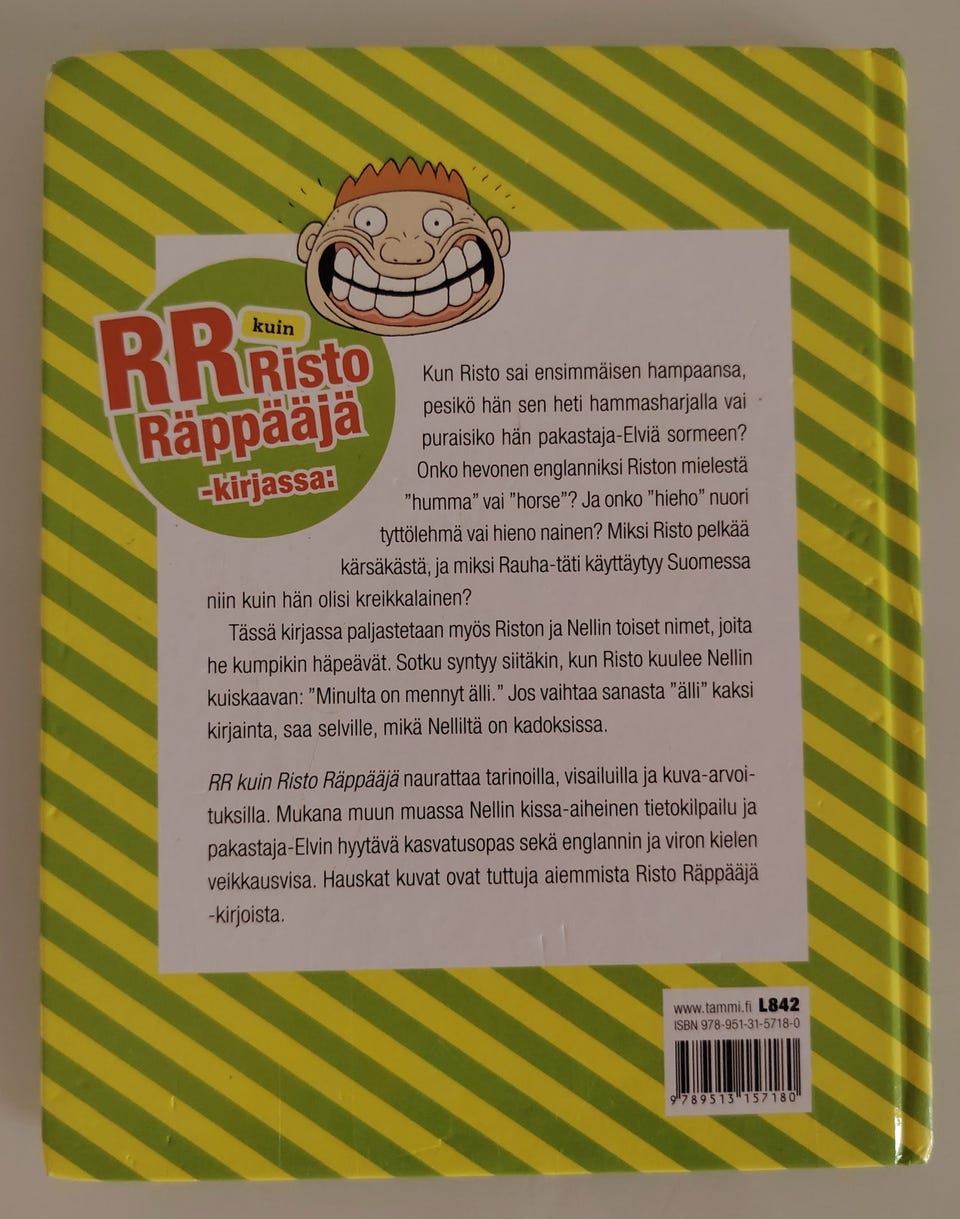 RR kuin Risto
Räppääjä
-kirjassa:
Kun Risto sai ensimmäisen hampaansa,
pesikö hän sen heti hammasharjalla vai
puraisiko hän pakastaja-Elviä sormeen?
Onko hevonen englanniksi Riston mielestä
”humma” vai ”horse”? Ja onko ”hieho” nuori
tyttölehmä vai hieno nainen? Miksi Risto pelkää
kärsäkästä, ja miksi Rauha-täti käyttäytyy Suomessa
niin kuin hän olisi kreikkalainen?
Tässä kirjassa paljastetaan myös Riston ja Nellin toiset nimet, joita
he kumpikin häpeävät. Sotku syntyy siitäkin, kun Risto kuulee Nellin
kuiskaavan: ”Minulta on mennyt älli.” Jos vaihtaa sanasta ”älli” kaksi
kirjainta, saa selville, mikä Nelliltä on kadoksissa.
RR kuin Risto Räppääjä naurattaa tarinoilla, visailuilla ja kuva-arvoi-
tuksilla. Mukana muun muassa Nellin kissa-aiheinen tietokilpailu ja
pakastaja-Elvin hyytävä kasvatusopas sekä englannin ja viron kielen
veikkausvisa. Hauskat kuvat ovat tuttuja aiemmista Risto Räppääjä
-kirjoista.
www.tammi.fi L842
ISBN 978-951-31-5718-0
9 789513 157180